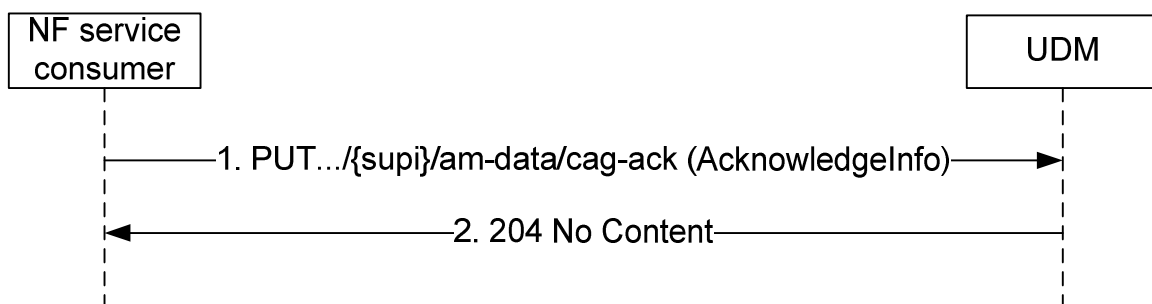 NF service
consumer
UDM
1. PUT.../{supi}/am-data/cag-ack (AcknowledgeInfo)
2. 204 No Content